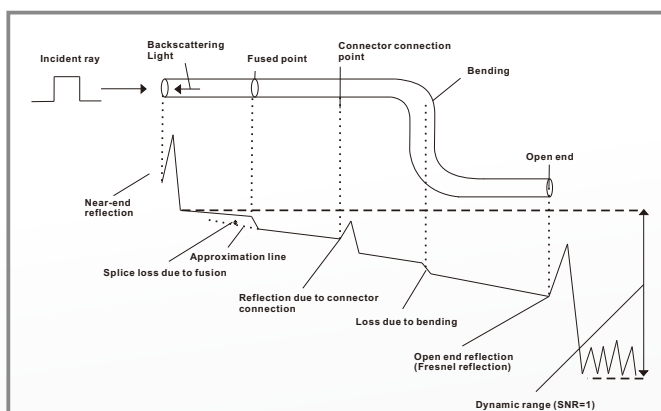 Incident ray
Backscattering
Light
Fused point
Connector connection
point
Bending
Open end
Near-end
reflection
Approximation line
Splice loss due to fusion
Reflection due to connector
connection
Loss due to bending
Open end reflection
(Fresnel reflection)
Dynamic range (SNR=1)